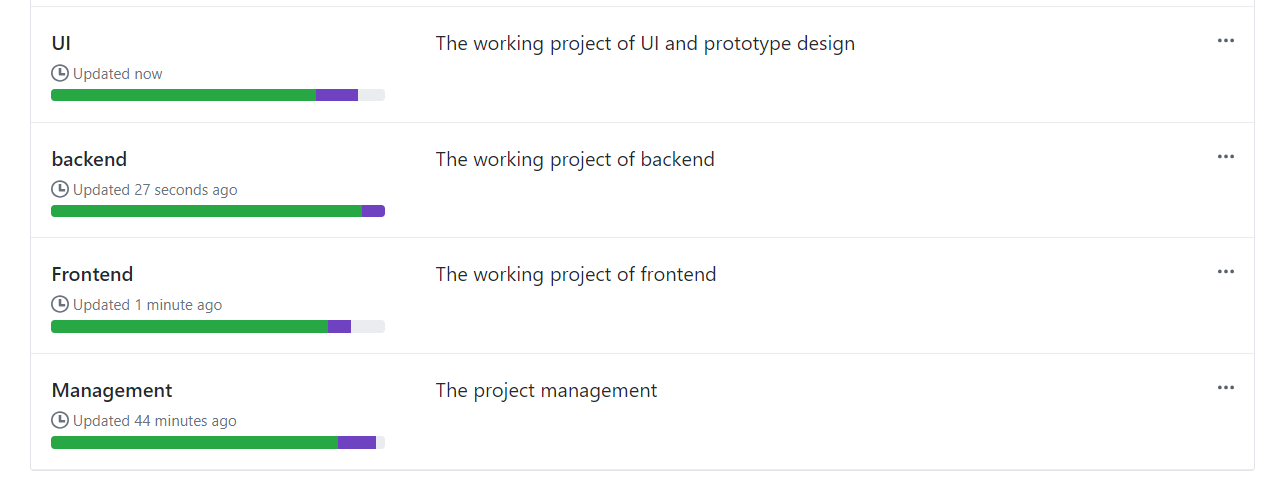 UI
The working project of UI and prototype design
Updated now
backend
The working project of backend
Updated 27 seconds ago
Frontend
The working project of frontend
Updated 1 minute ago
Management
The project management
Updated 44 minutes ago